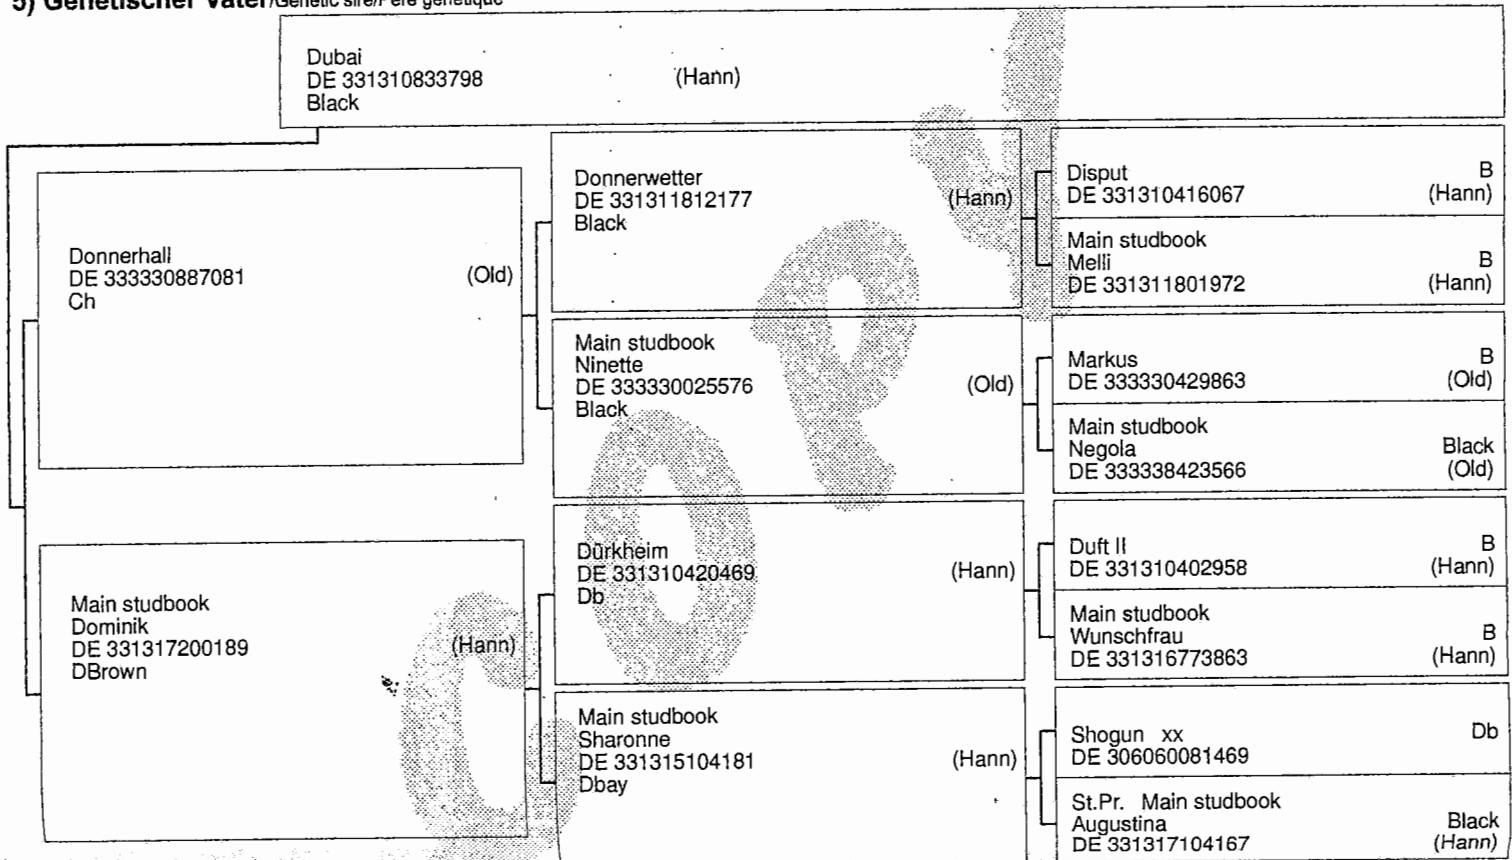 5) Genetischer Vater/Genetic sire/Père génétique
Dubai
DE 331310833798 (Hann)
Black
Donnerhall
DE 333330887081 (Old)
Ch
Main studbook
Dominik
DE 331317200189 (Hann)
DBrown
Donnerwetter
DE 331311812177 (Hann)
Black
Main studbook
Ninette
DE 333330025576 (Old)
Black
Dürkheim
DE 331310420469 (Hann)
Db
Main studbook
Sharonne
DE 331315104181 (Hann)
Dbay
Disput B
DE 331310416067 (Hann)
Main studbook
Melli B
DE 331311801972 (Hann)
Markus B
DE 333330429863 (Old)
Main studbook
Negola Black
DE 333338423566 (Old)
Duft II B
DE 331310402958 (Hann)
Main studbook
Wunschfrau B
DE 331316773863 (Hann)
Shogun xx Db
DE 306060081469
St.Pr. Main studbook
Augustina Black
DE 331317104167 (Hann)
Copy!